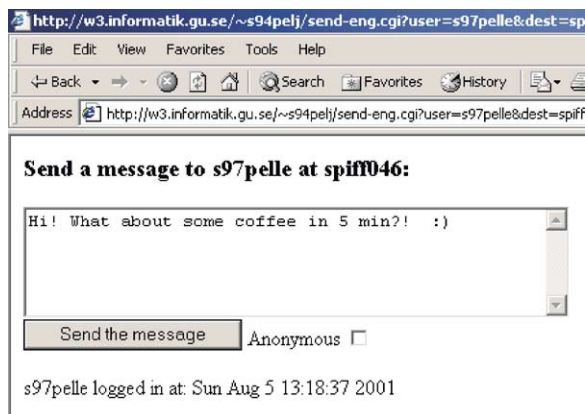 http://w3.informatik.gu.se/~s94pelj/send-eng.cgi?user=s97pelle&dest=sp
File Edit View Favorites Tools Help
Back Search Favorites History
Address http://w3.informatik.gu.se/~s94pelj/send-eng.cgi?user=s97pelle&dest=spiff
Send a message to s97pelle at spiff046:
Hi! What about some coffee in 5 min?! :)
Send the message Anonymous
s97pelle logged in at: Sun Aug 5 13:18:37 2001